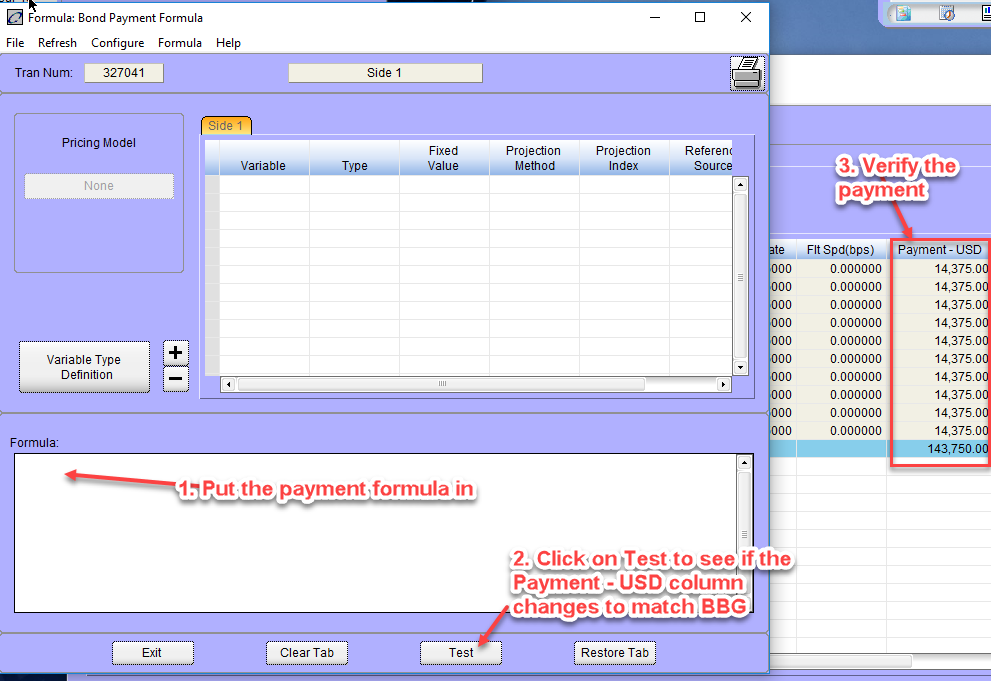 Formula: Bond Payment Formula
File Refresh Configure Formula Help
Tran Num: 327041 Side 1
Pricing Model
None
Side 1
Variable Type Fixed Value Projection Method Projection Index Referenc Source
Variable Type
Definition
+
−
Formula:
1. Put the payment formula in
2. Click on Test to see if the
Payment - USD column
changes to match BBG
Exit Clear Tab Test Restore Tab
3. Verify the
payment
ate Flt Spd(bps) Payment - USD
000 0.000000 14,375.00
000 0.000000 14,375.00
000 0.000000 14,375.00
000 0.000000 14,375.00
000 0.000000 14,375.00
000 0.000000 14,375.00
000 0.000000 14,375.00
000 0.000000 14,375.00
000 0.000000 14,375.00
000 0.000000 14,375.00
143,750.00